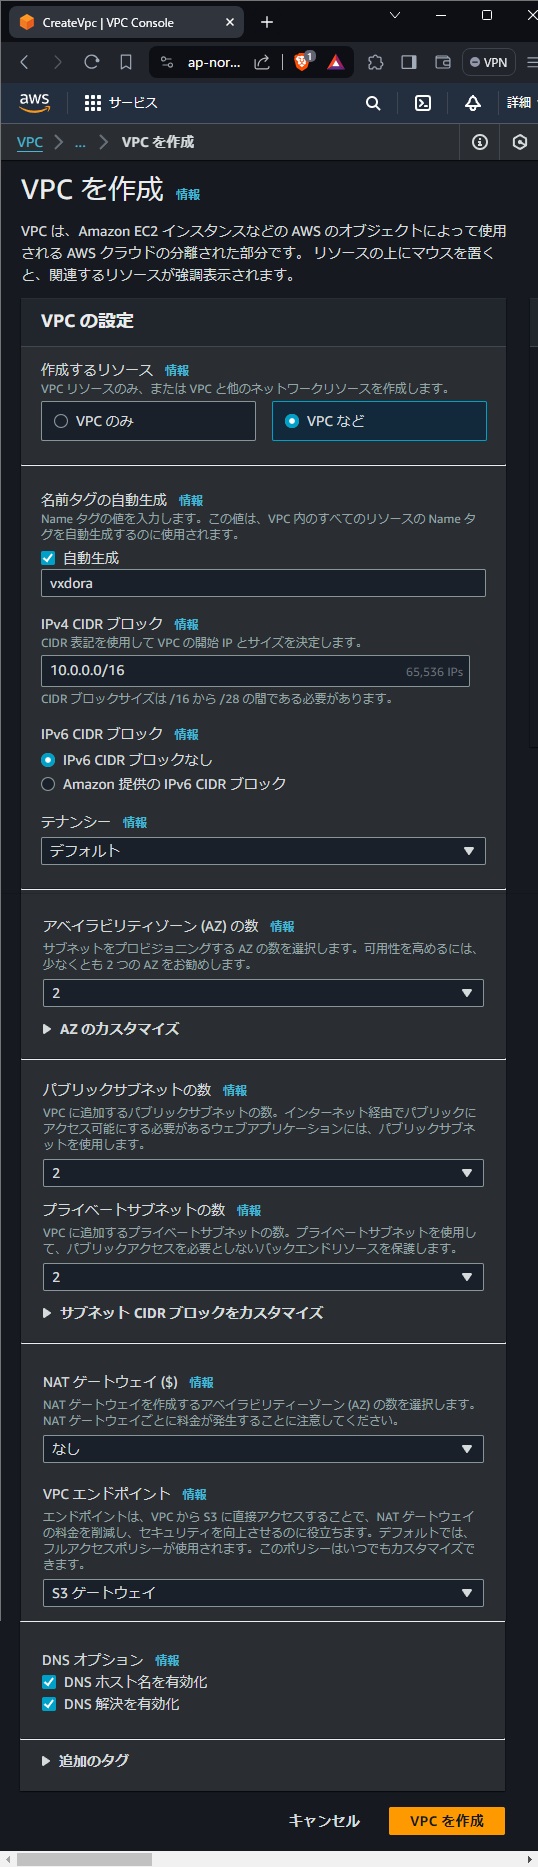 CreateVpc | VPC Console
ap-nor...
1
VPN
aws
サービス
詳細
VPC
...
VPC を作成
VPC を作成 情報
VPC は、Amazon EC2 インスタンスなどの AWS のオブジェクトによって使用
される AWS クラウドの分離された部分です。 リソースの上にマウスを置く
と、関連するリソースが強調表示されます。
VPC の設定
作成するリソース 情報
VPC リソースのみ、または VPC と他のネットワークリソースを作成します。
VPC のみ
VPC など
名前タグの自動生成 情報
Name タグの値を入力します。この値は、VPC 内のすべてのリソースの Name タ
グを自動生成するのに使用されます。
自動生成
vxdora
IPv4 CIDR ブロック 情報
CIDR 表記を使用して VPC の開始 IP とサイズを決定します。
10.0.0.0/16
65,536 IPs
CIDR ブロックサイズは /16 から /28 の間である必要があります。
IPv6 CIDR ブロック 情報
IPv6 CIDR ブロックなし
Amazon 提供の IPv6 CIDR ブロック
テナンシー 情報
デフォルト
アベイラビリティゾーン (AZ) の数 情報
サブネットをプロビジョニングする AZ の数を選択します。可用性を高めるには、
少なくとも 2 つの AZ をお勧めします。
2
AZ のカスタマイズ
パブリックサブネットの数 情報
VPC に追加するパブリックサブネットの数。インターネット経由でパブリックに
アクセス可能にする必要があるウェブアプリケーションには、パブリックサブネ
ットを使用します。
2
プライベートサブネットの数 情報
VPC に追加するプライベートサブネットの数。プライベートサブネットを使用し
て、パブリックアクセスを必要としないバックエンドリソースを保護します。
2
サブネット CIDR ブロックをカスタマイズ
NAT ゲートウェイ ($) 情報
NAT ゲートウェイを作成するアベイラビリティーゾーン (AZ) の数を選択します。
NAT ゲートウェイごとに料金が発生することに注意してください。
なし
VPC エンドポイント 情報
エンドポイントは、VPC から S3 に直接アクセスすることで、NAT ゲートウェイ
の料金を削減し、セキュリティを向上させるのに役立ちます。デフォルトでは、
フルアクセスポリシーが使用されます。このポリシーはいつでもカスタマイズで
きます。
S3 ゲートウェイ
DNS オプション 情報
DNS ホスト名を有効化
DNS 解決を有効化
追加のタグ
キャンセル
VPC を作成